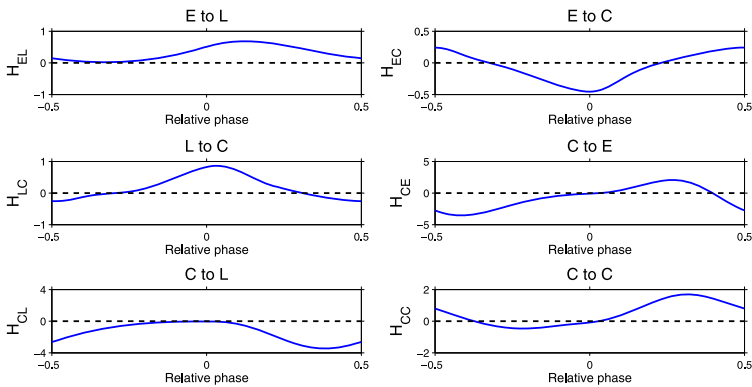 E to L
1
0
−1
H_EL
−0.5 0 0.5
Relative phase
E to C
0.5
0
−0.5
H_EC
−0.5 0 0.5
Relative phase
L to C
1
0
−1
H_LC
−0.5 0 0.5
Relative phase
C to E
5
0
−5
H_CE
−0.5 0 0.5
Relative phase
C to L
4
0
−4
H_CL
−0.5 0 0.5
Relative phase
C to C
2
0
−2
H_CC
−0.5 0 0.5
Relative phase